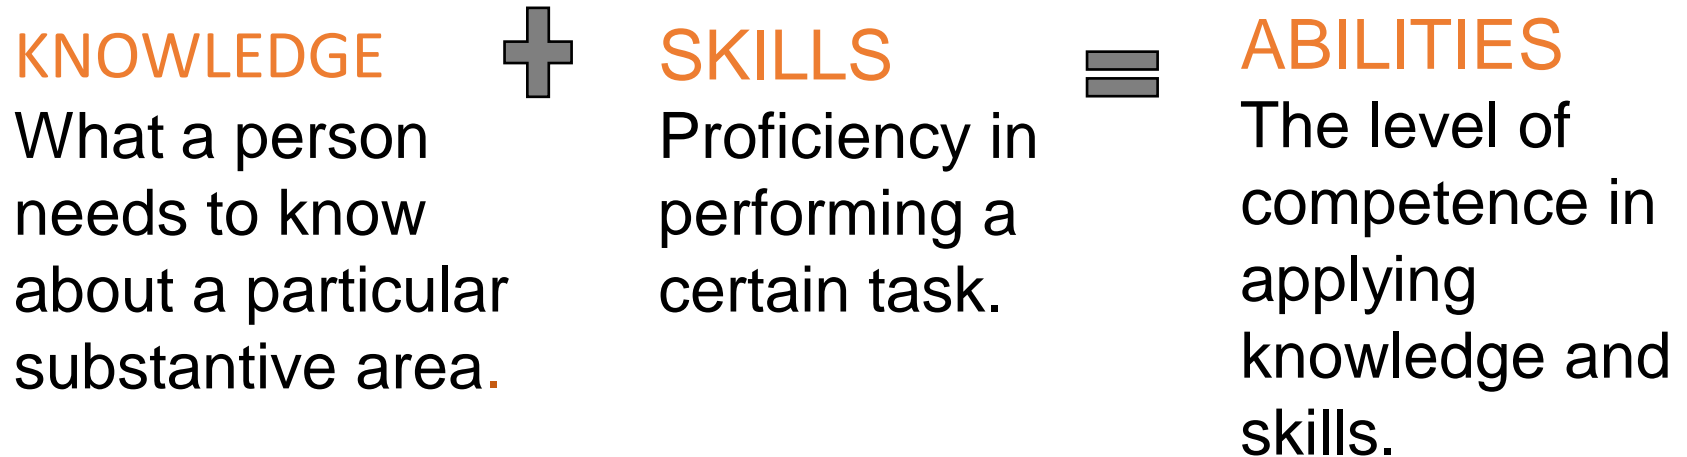 KNOWLEDGE
What a person
needs to know
about a particular
substantive area.
SKILLS
Proficiency in
performing a
certain task.
ABILITIES
The level of
competence in
applying
knowledge and
skills.